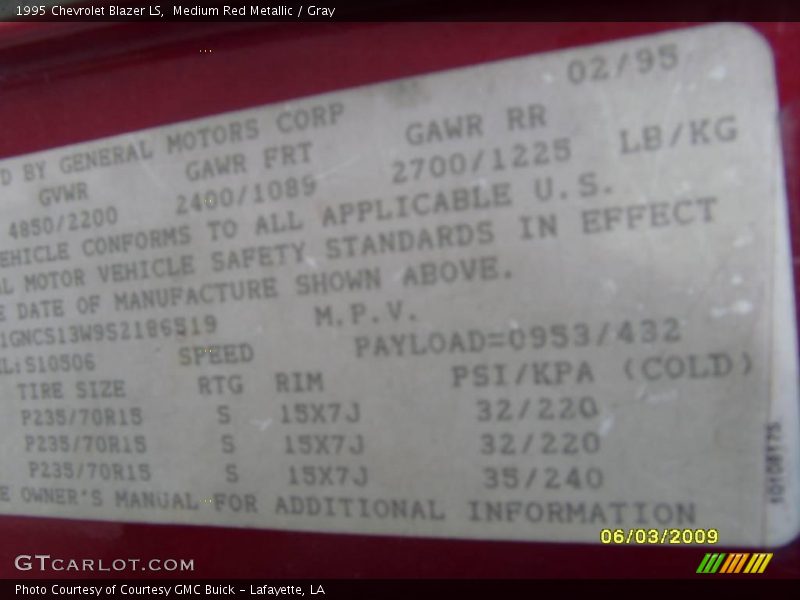 1995 Chevrolet Blazer LS,  Medium Red Metallic / Gray
02/95
D BY GENERAL MOTORS CORP
GVWR GAWR FRT GAWR RR
4850/2200 2400/1089 2700/1225 LB/KG
EHICLE CONFORMS TO ALL APPLICABLE U.S.
L MOTOR VEHICLE SAFETY STANDARDS IN EFFECT
E DATE OF MANUFACTURE SHOWN ABOVE.
1GNCS13W9S2186519 M.P.V.
EL:S10506 SPEED PAYLOAD=0953/432
TIRE SIZE RTG RIM PSI/KPA (COLD)
P235/70R15 S 15X7J 32/220
P235/70R15 S 15X7J 32/220
P235/70R15 S 15X7J 35/240
E OWNER'S MANUAL FOR ADDITIONAL INFORMATION
06/03/2009
GTCARLOT.COM
Photo Courtesy of Courtesy GMC Buick - Lafayette, LA